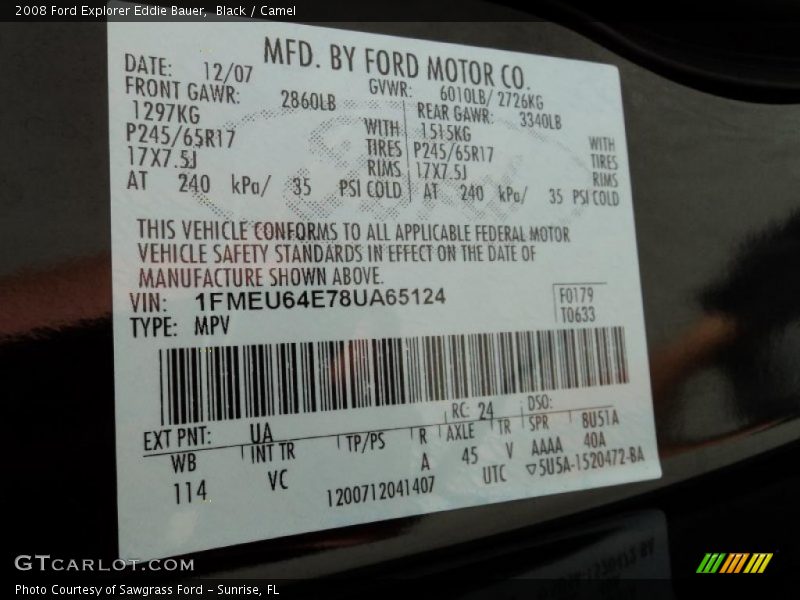 2008 Ford Explorer Eddie Bauer, Black / Camel
MFD. BY FORD MOTOR CO.
DATE: 12/07 GVWR: 6010LB/ 2726KG
FRONT GAWR: 2860LB REAR GAWR: 3340LB
1297KG WITH 1515KG WITH
P245/65R17 TIRES P245/65R17 TIRES
17X7.5J RIMS 17X7.5J RIMS
AT 240 kPa/ 35 PSI COLD AT 240 kPa/ 35 PSI COLD
THIS VEHICLE CONFORMS TO ALL APPLICABLE FEDERAL MOTOR
VEHICLE SAFETY STANDARDS IN EFFECT ON THE DATE OF
MANUFACTURE SHOWN ABOVE.
VIN: 1FMEU64E78UA65124 F0179
TYPE: MPV T0633
EXT PNT: UA RC: 24 DSO:
WB INT TR TP/PS R AXLE TR SPR 8U51A
114 VC A 45 V AAAA 40A
1200712041407 UTC ▽5U5A-1520472-BA
GTCARLOT.COM
Photo Courtesy of Sawgrass Ford - Sunrise, FL